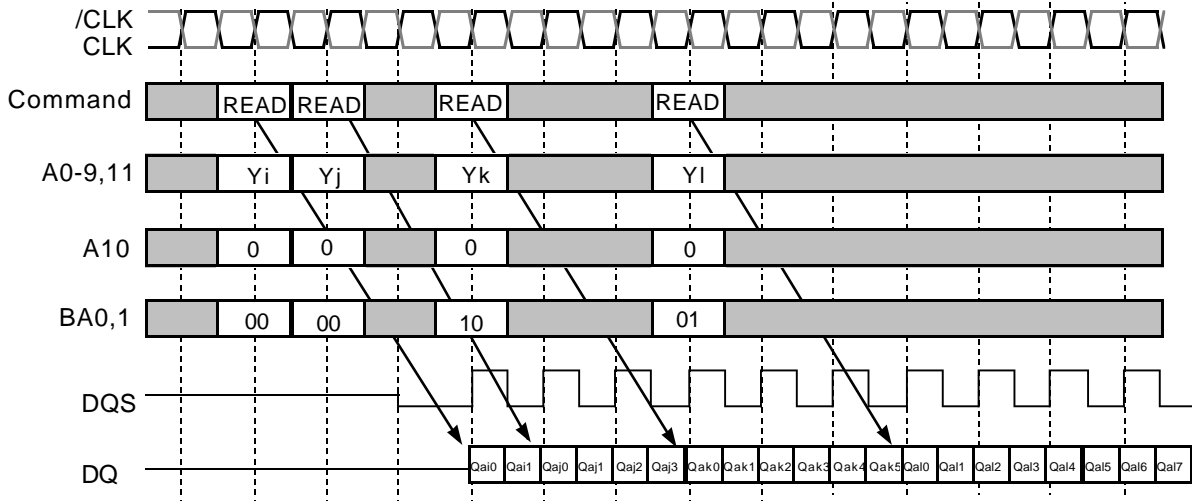 /CLK
CLK
Command READ READ READ READ
A0-9,11 Yi Yj Yk Yl
A10 0 0 0 0
BA0,1 00 00 10 01
DQS
DQ Qai0 Qai1 Qaj0 Qaj1 Qaj2 Qaj3 Qak0 Qak1 Qak2 Qak3 Qak4 Qak5 Qal0 Qal1 Qal2 Qal3 Qal4 Qal5 Qal6 Qal7